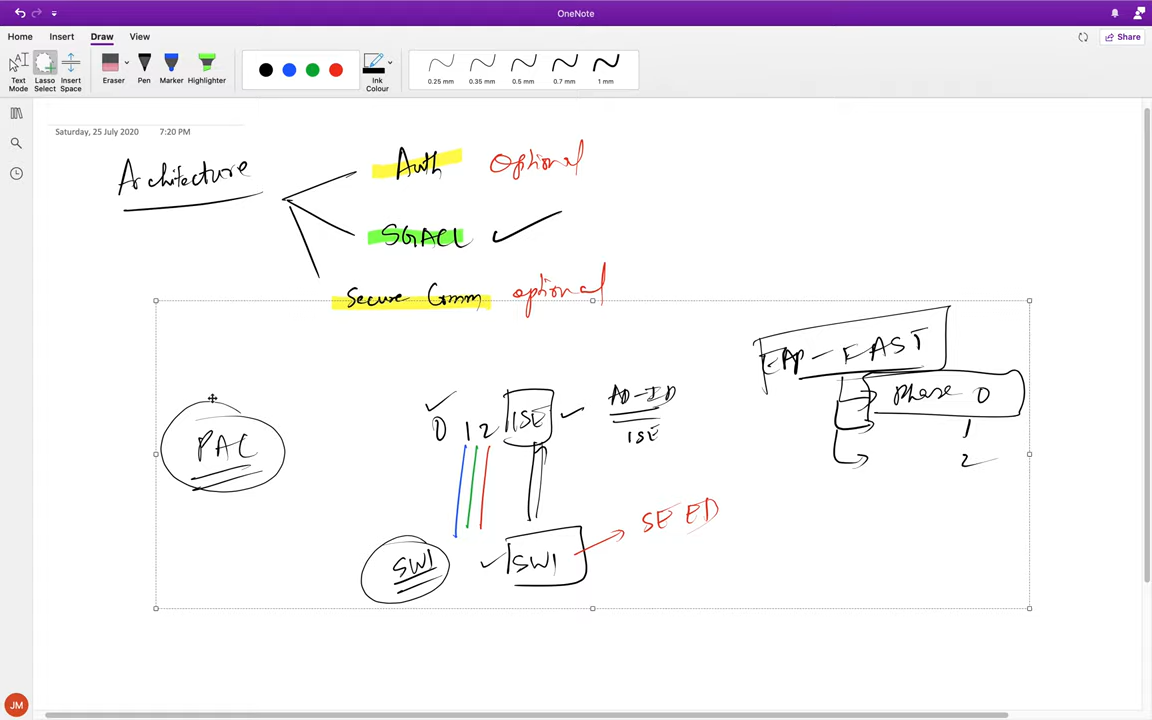 OneNote
Home Insert Draw View
Share
Text Mode
Lasso Select
Insert Space
Eraser
Pen
Marker
Highlighter
Ink Colour
0.25 mm
0.35 mm
0.5 mm
0.7 mm
1 mm
Saturday, 25 July 2020 7:20 PM
Architecture
Auth Optional
SGACL
Secure Comm optional
EAP-FAST
Phase 0
1
2
PAC
0 1 2 ISE
AD-ID
ISE
SW1
SW1
SEED
JM